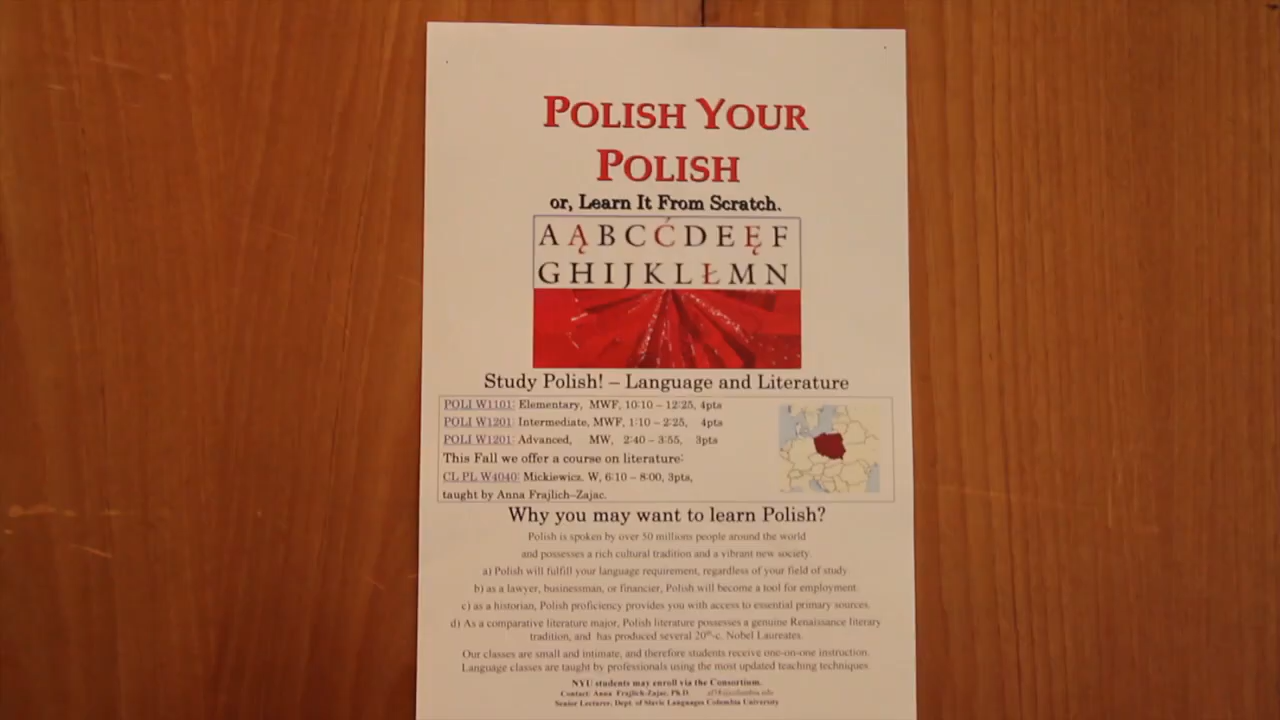 POLISH YOUR
POLISH
or, Learn It From Scratch.
A Ą B C Ć D E Ę F
G H I J K L Ł M N
Study Polish! – Language and Literature
POLI W1101: Elementary, MWF, 10:10 – 12:25, 4pts
POLI W1201: Intermediate, MWF, 1:10 – 2:25, 4pts
POLI W1201: Advanced, MW, 2:40 – 3:55, 3pts
This Fall we offer a course on literature:
CL PL W4040: Mickiewicz. W, 6:10 – 8:00, 3pts,
taught by Anna Frajlich–Zajac.
Why you may want to learn Polish?
Polish is spoken by over 50 millions people around the world
and possesses a rich cultural tradition and a vibrant new society.
a) Polish will fulfill your language requirement, regardless of your field of study
b) as a lawyer, businessman, or financier, Polish will become a tool for employment.
c) as a historian, Polish proficiency provides you with access to essential primary sources.
d) As a comparative literature major, Polish literature possesses a genuine Renaissance literary
tradition, and has produced several 20th-c. Nobel Laureates.
Our classes are small and intimate, and therefore students receive one-on-one instruction.
Language classes are taught by professionals using the most updated teaching techniques
NYU students may enroll via the Consortium.
Contact: Anna Frajlich-Zajac, Ph.D.
Senior Lecturer, Dept. of Slavic Languages Columbia University